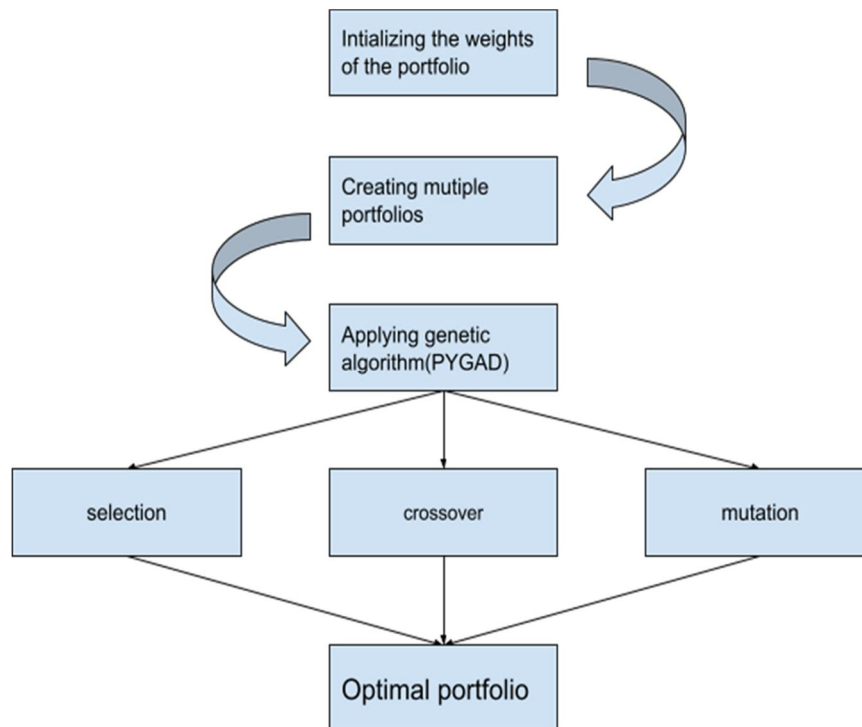 Intializing the weights
of the portfolio
Creating mutiple
portfolios
Applying genetic
algorithm(PYGAD)
selection
crossover
mutation
Optimal portfolio